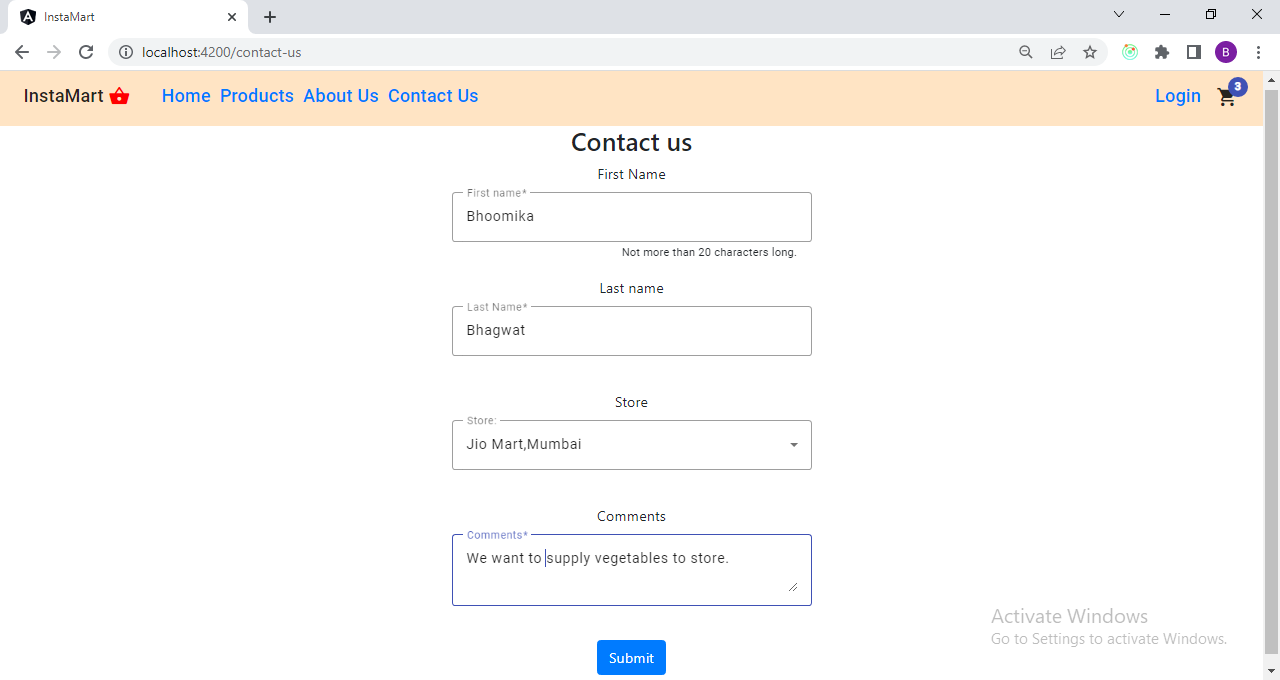 InstaMart
localhost:4200/contact-us
B
InstaMart Home Products About Us Contact Us Login 3
Contact us
First Name
First name*
Bhoomika
Not more than 20 characters long.
Last name
Last Name*
Bhagwat
Store
Store:
Jio Mart,Mumbai
Comments
Comments*
We want to supply vegetables to store.
Activate Windows
Go to Settings to activate Windows.
Submit